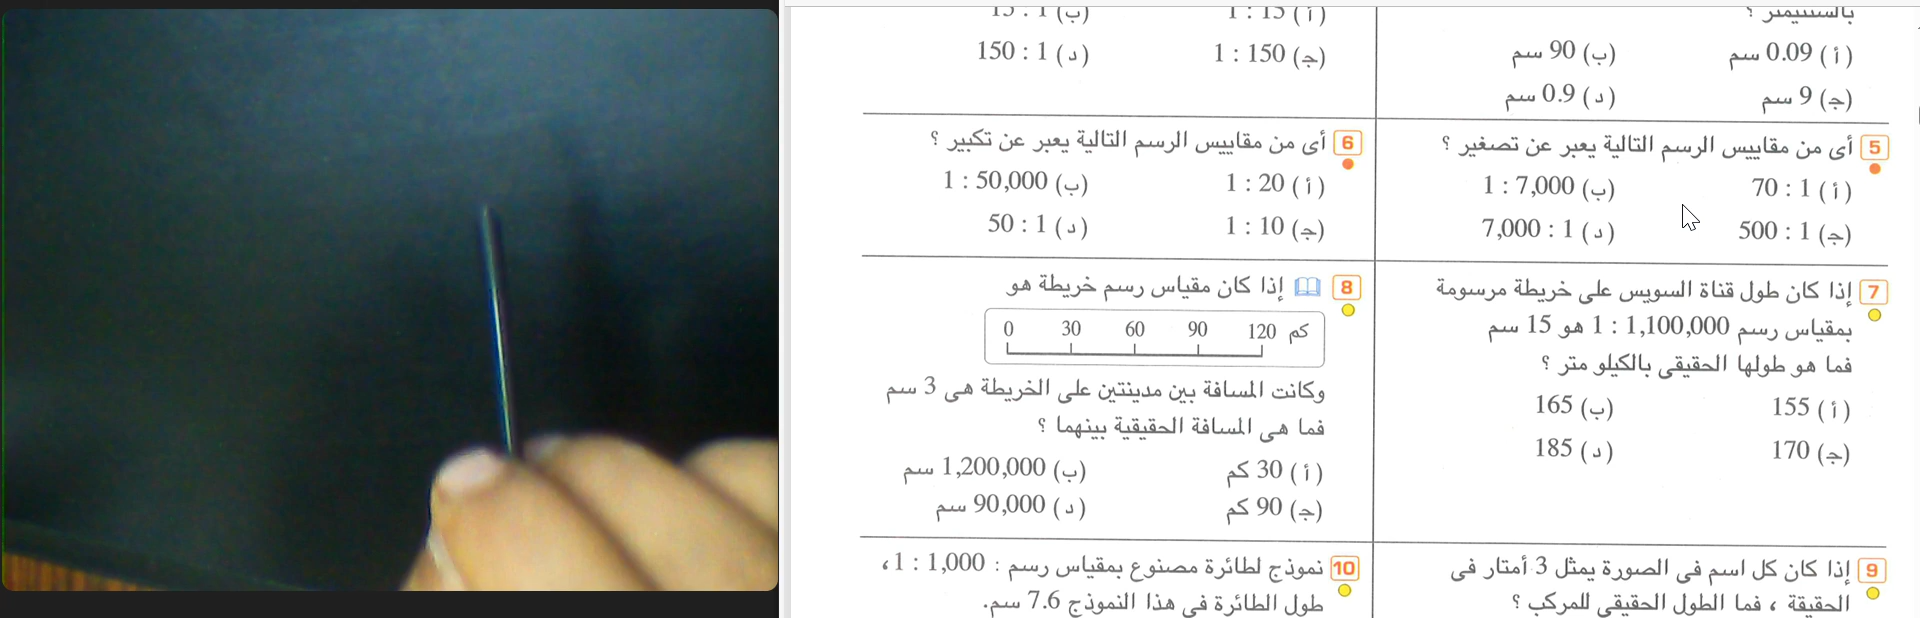 بالسنتيمتر ؟
( أ ) 0.09 سم (ب) 90 سم
(جـ) 9 سم ( د ) 0.9 سم
( أ ) 1 : 15 (ب) 15 : 1
(جـ) 1 : 150 ( د ) 150 : 1
5 أى من مقاييس الرسم التالية يعبر عن تصغير ؟
( أ ) 70 : 1 (ب) 1 : 7,000
(جـ) 500 : 1 ( د ) 7,000 : 1
6 أى من مقاييس الرسم التالية يعبر عن تكبير ؟
( أ ) 1 : 20 (ب) 1 : 50,000
(جـ) 1 : 10 ( د ) 50 : 1
7 إذا كان طول قناة السويس على خريطة مرسومة
بمقياس رسم 1 : 1,100,000 هو 15 سم
فما هو طولها الحقيقى بالكيلو متر ؟
( أ ) 155 (ب) 165
(جـ) 170 ( د ) 185
8 إذا كان مقياس رسم خريطة هو
0 30 60 90 120 كم
وكانت المسافة بين مدينتين على الخريطة هى 3 سم
فما هى المسافة الحقيقية بينهما ؟
( أ ) 30 كم (ب) 1,200,000 سم
(جـ) 90 كم ( د ) 90,000 سم
9 إذا كان كل اسم فى الصورة يمثل 3 أمتار فى
الحقيقة ، فما الطول الحقيقى للمركب ؟
10 نموذج لطائرة مصنوع بمقياس رسم : 1 : 1,000 ،
طول الطائرة فى هذا النموذج 7.6 سم.